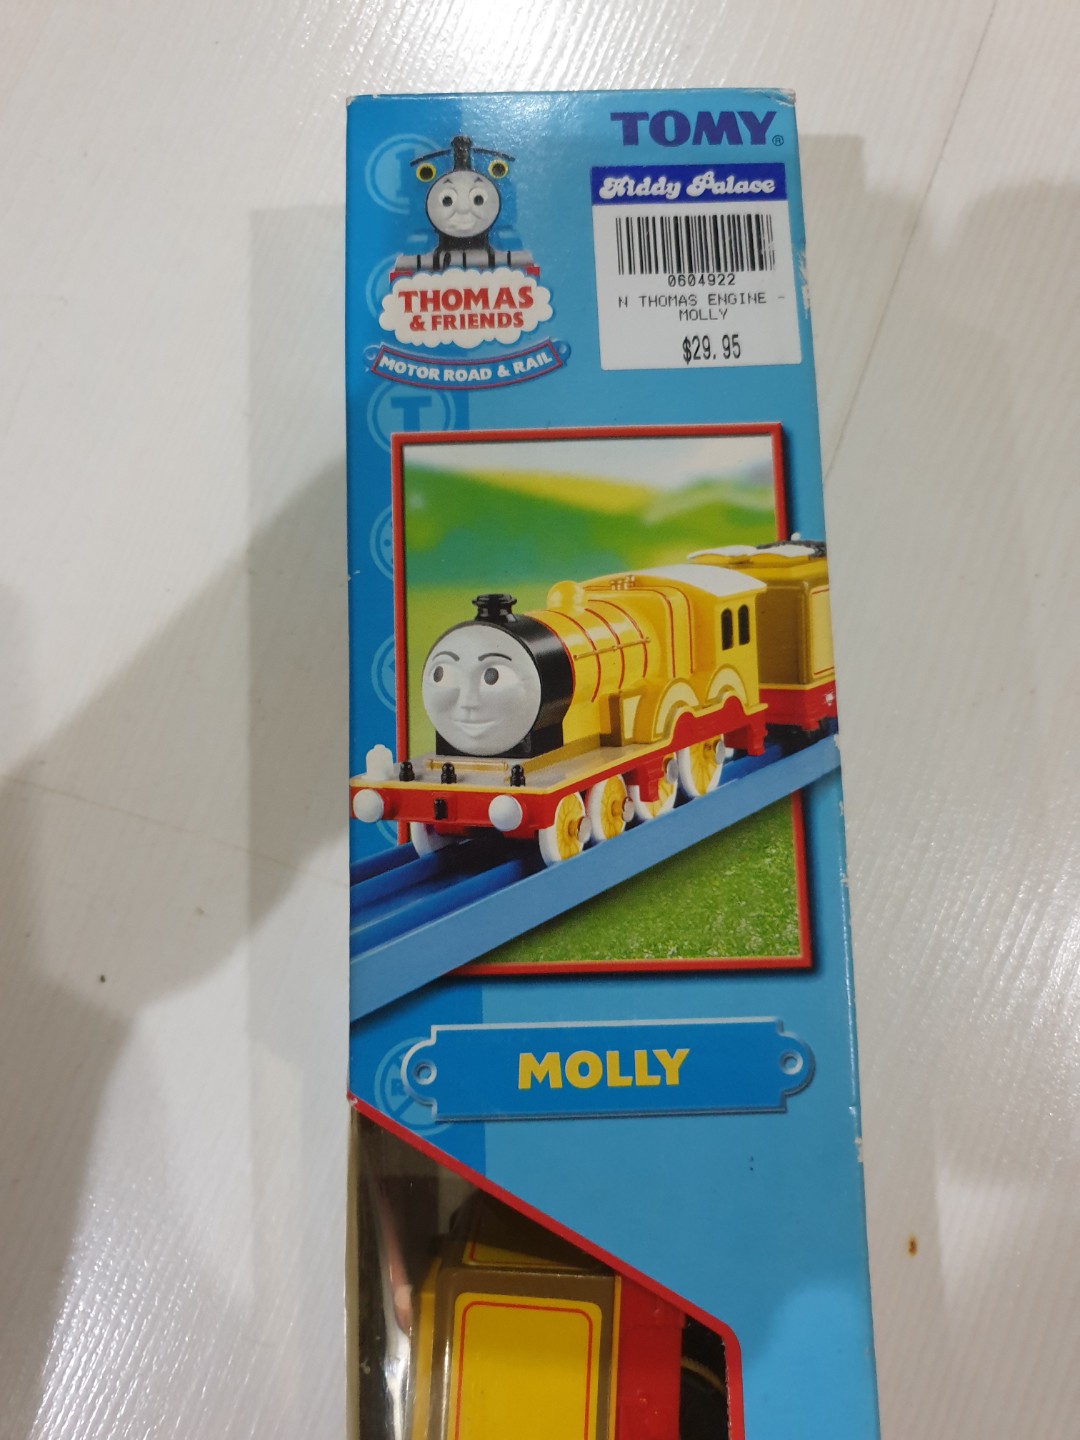 TOMY®
Kiddy Palace
0604922
N THOMAS ENGINE -
MOLLY
$29.95
THOMAS
& FRIENDS
MOTOR ROAD & RAIL
MOLLY